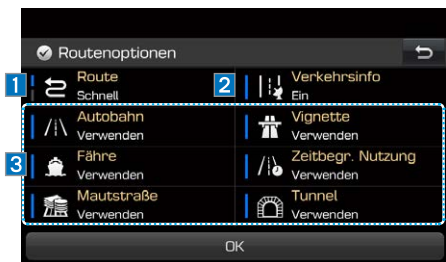 Routenoptionen
1
Route
Schnell
2
Verkehrsinfo
Ein
3
Autobahn
Verwenden
Vignette
Verwenden
Fähre
Verwenden
Zeitbegr. Nutzung
Verwenden
Mautstraße
Verwenden
Tunnel
Verwenden
OK